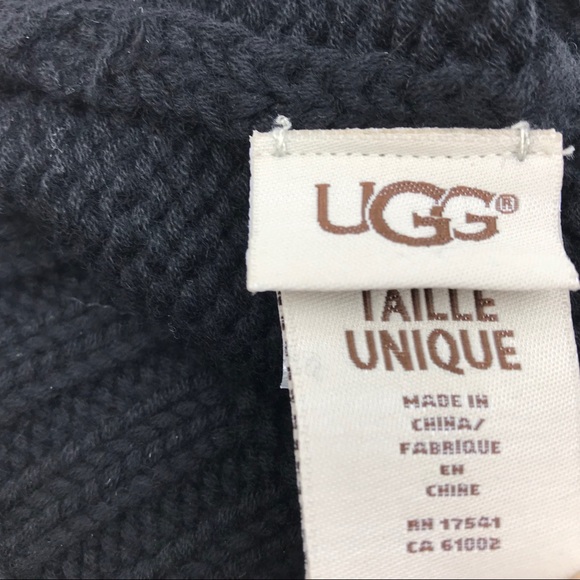 UGG®
TAILLE
UNIQUE
MADE IN
CHINA/
FABRIQUE
EN
CHINE
RN 17541
CA 61002